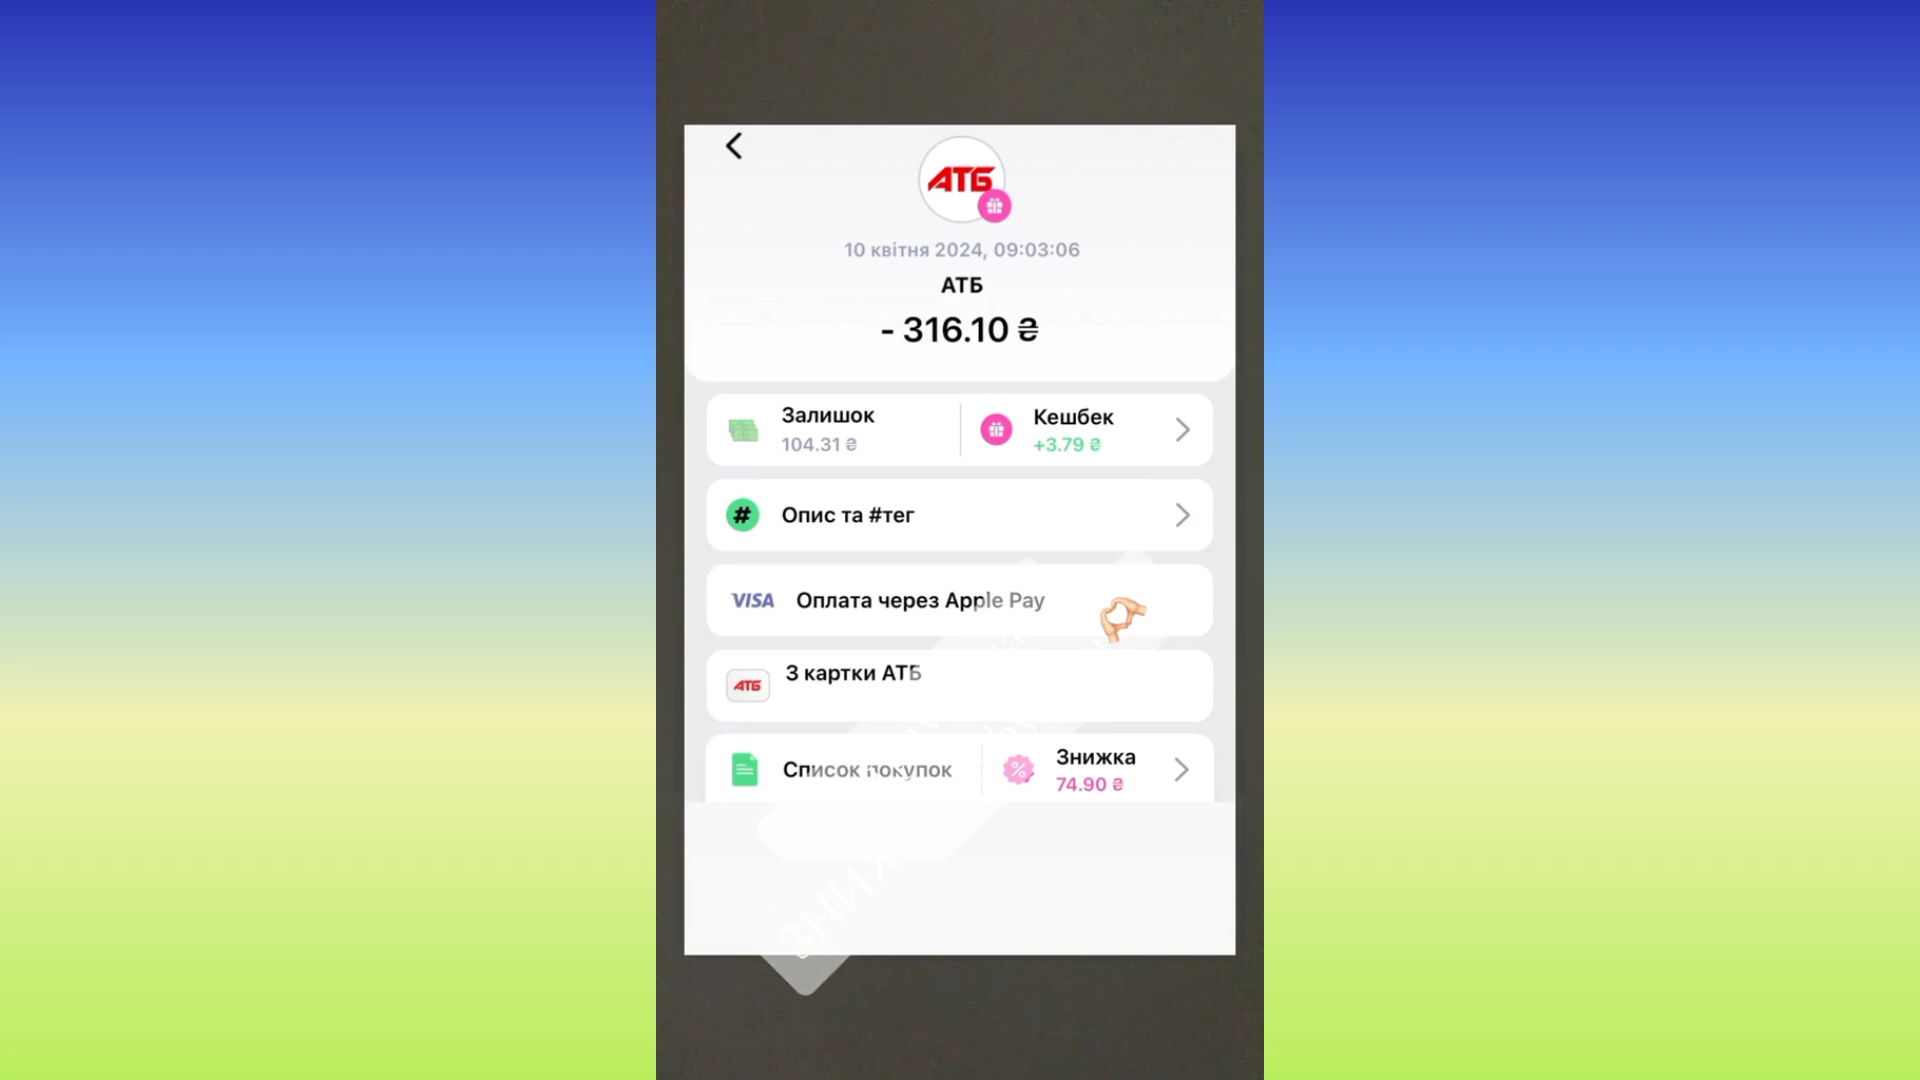 АТБ
10 квітня 2024, 09:03:06
АТБ
- 316.10 ₴
Залишок
104.31 ₴
Кешбек
+3.79 ₴
#
Опис та #тег
VISA
Оплата через Apple Pay
АТБ
З картки АТБ
Список покупок
%
Знижка
74.90 ₴